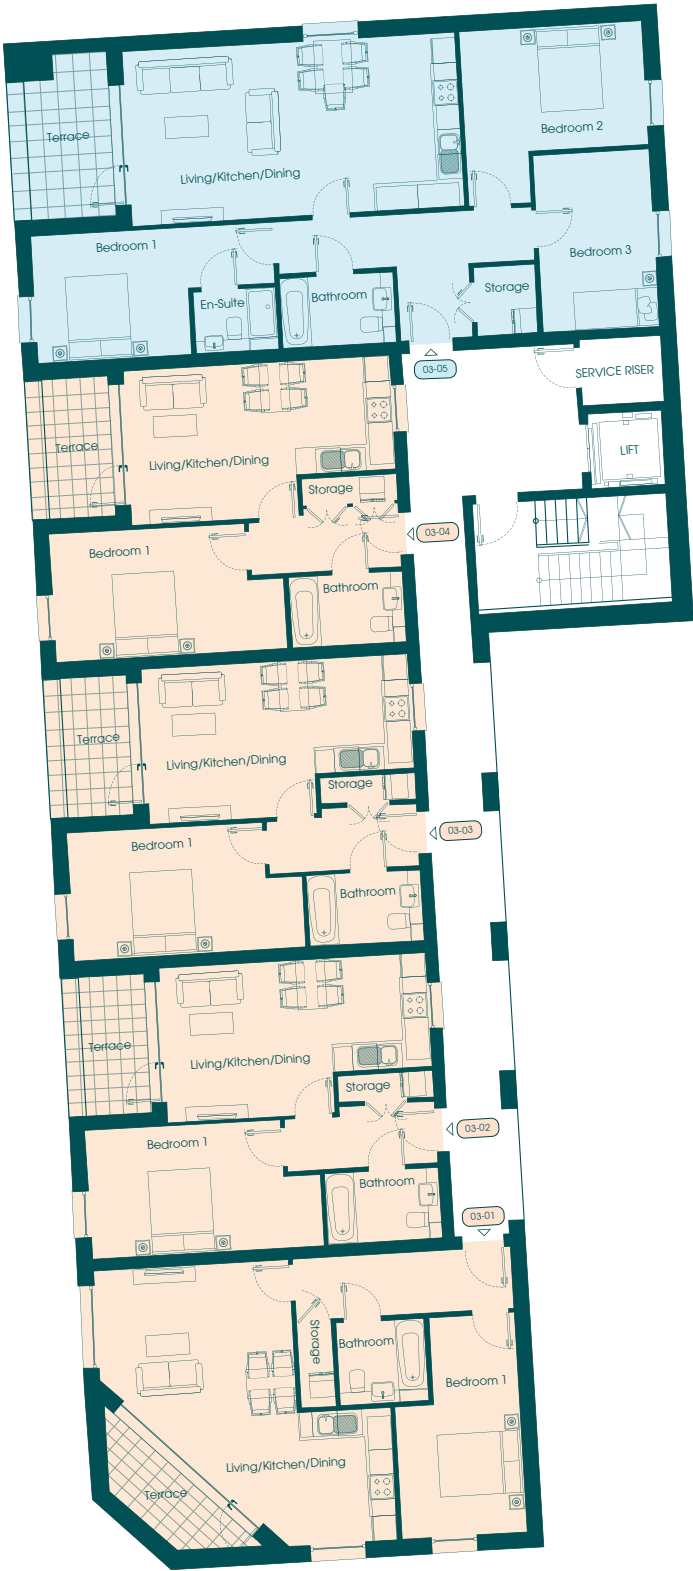 Bedroom 2
Terrace
Living/Kitchen/Dining
Bedroom 1
Bedroom 3
En-Suite
Bathroom
Storage
03-05
SERVICE RISER
LIFT
Terrace
Living/Kitchen/Dining
Storage
03-04
Bedroom 1
Bathroom
Terrace
Living/Kitchen/Dining
Storage
03-03
Bedroom 1
Bathroom
Terrace
Living/Kitchen/Dining
Storage
03-02
Bedroom 1
Bathroom
03-01
Storage
Bathroom
Bedroom 1
Living/Kitchen/Dining
Terrace